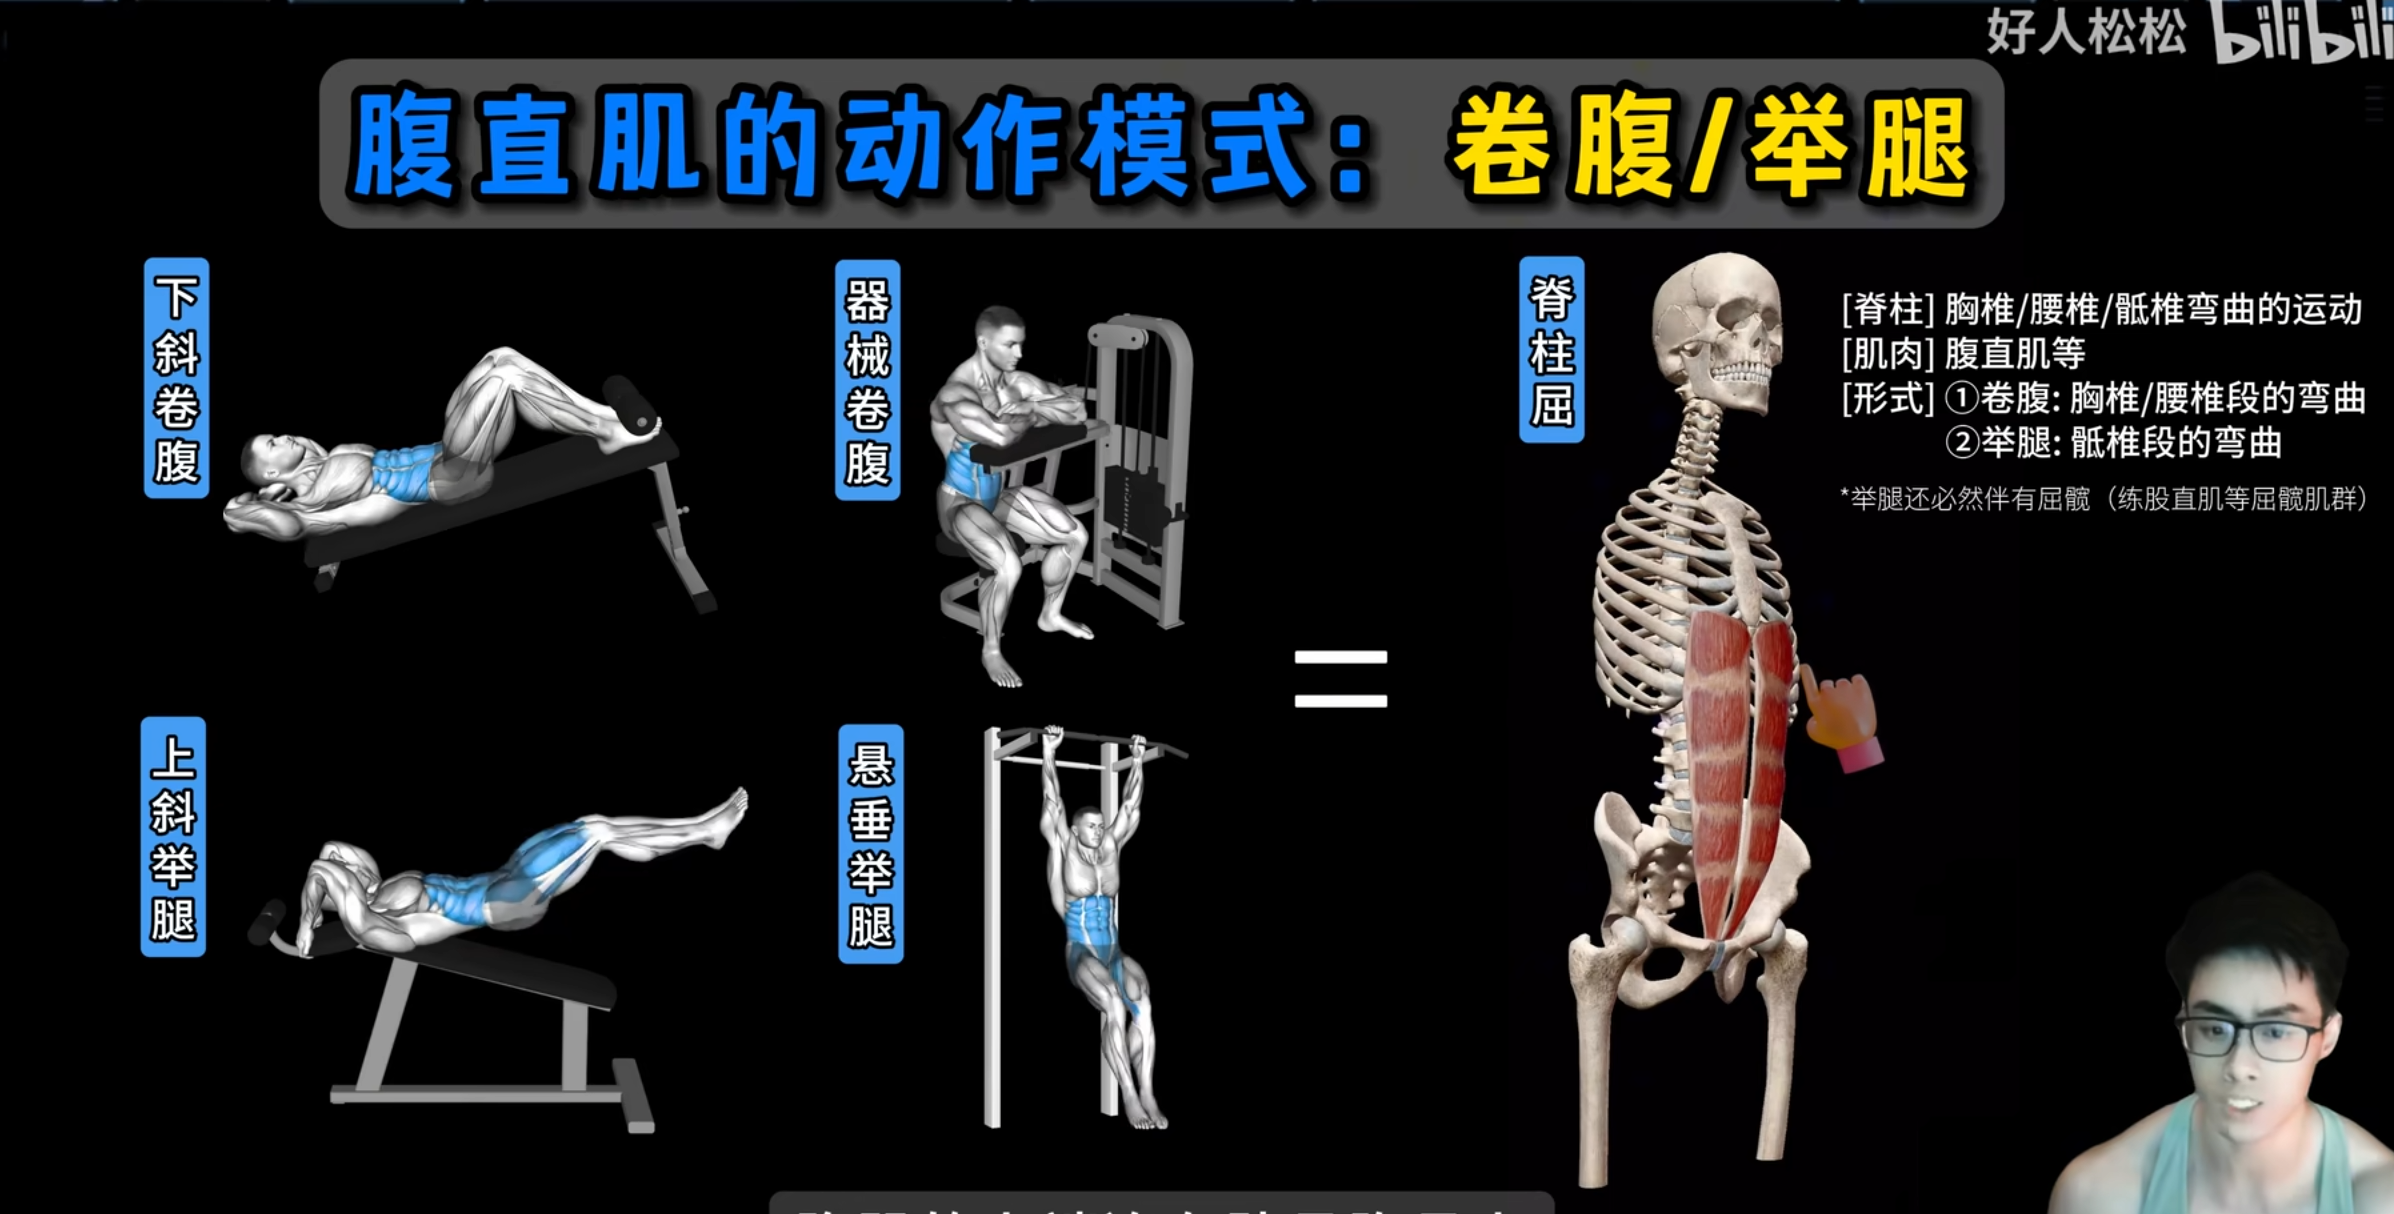 好人松松 bilibili
腹直肌的动作模式：卷腹/举腿
下斜卷腹
器械卷腹
脊柱屈
[脊柱] 胸椎/腰椎/骶椎弯曲的运动
[肌肉] 腹直肌等
[形式] ①卷腹: 胸椎/腰椎段的弯曲
②举腿: 骶椎段的弯曲
*举腿还必然伴有屈髋（练股直肌等屈髋肌群）
上斜举腿
悬垂举腿